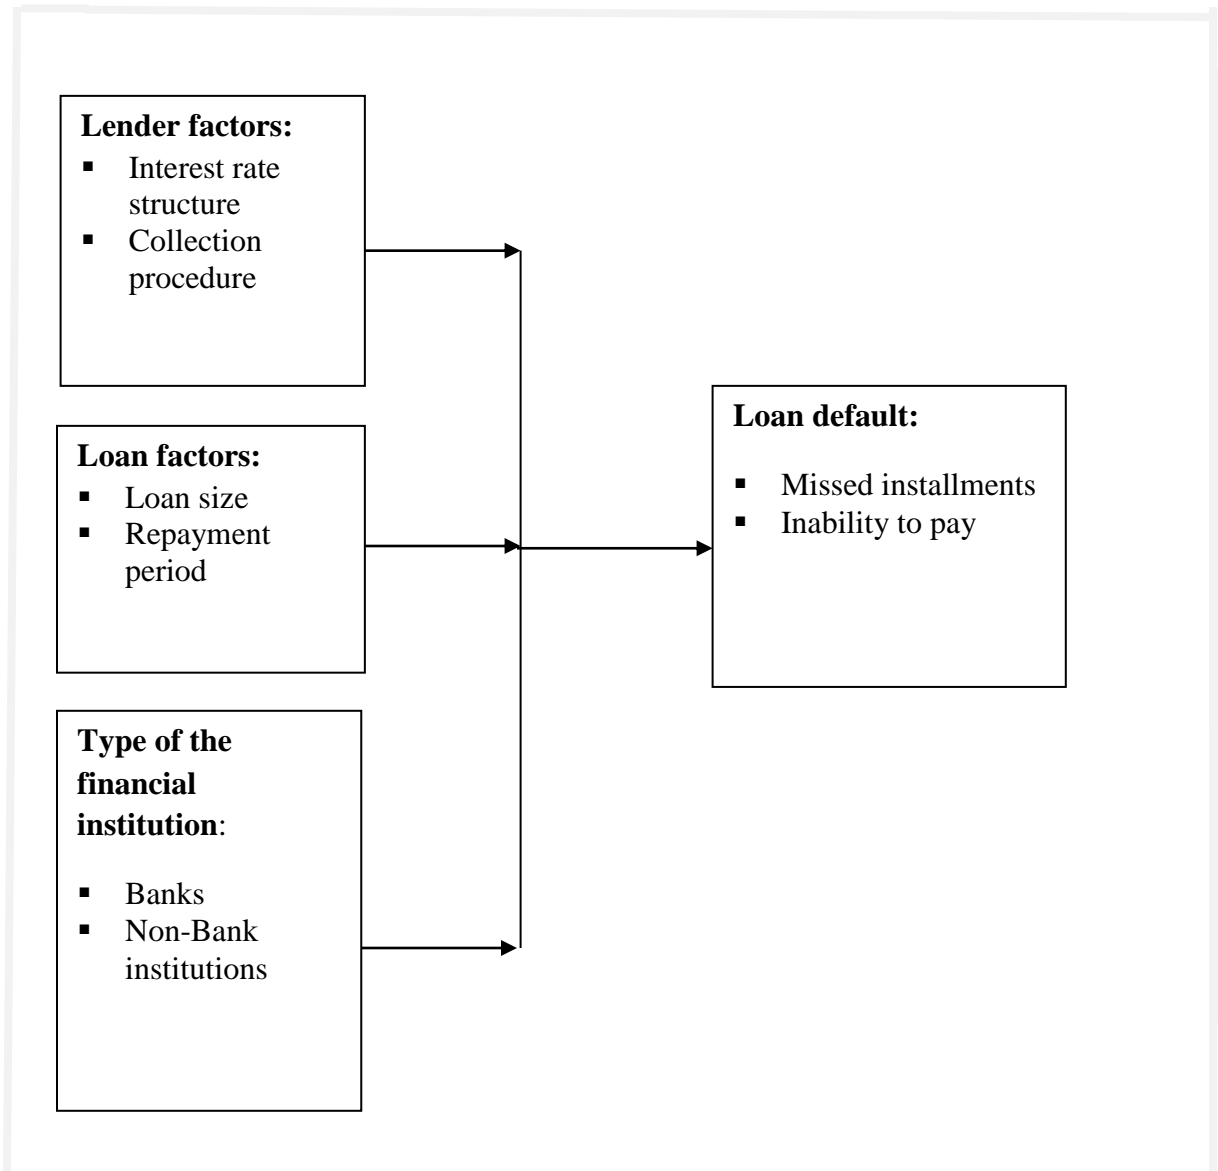 Lender factors:
▪ Interest rate
structure
▪ Collection
procedure
Loan factors:
▪ Loan size
▪ Repayment
period
Type of the
financial
institution:
▪ Banks
▪ Non-Bank
institutions
Loan default:
▪ Missed installments
▪ Inability to pay